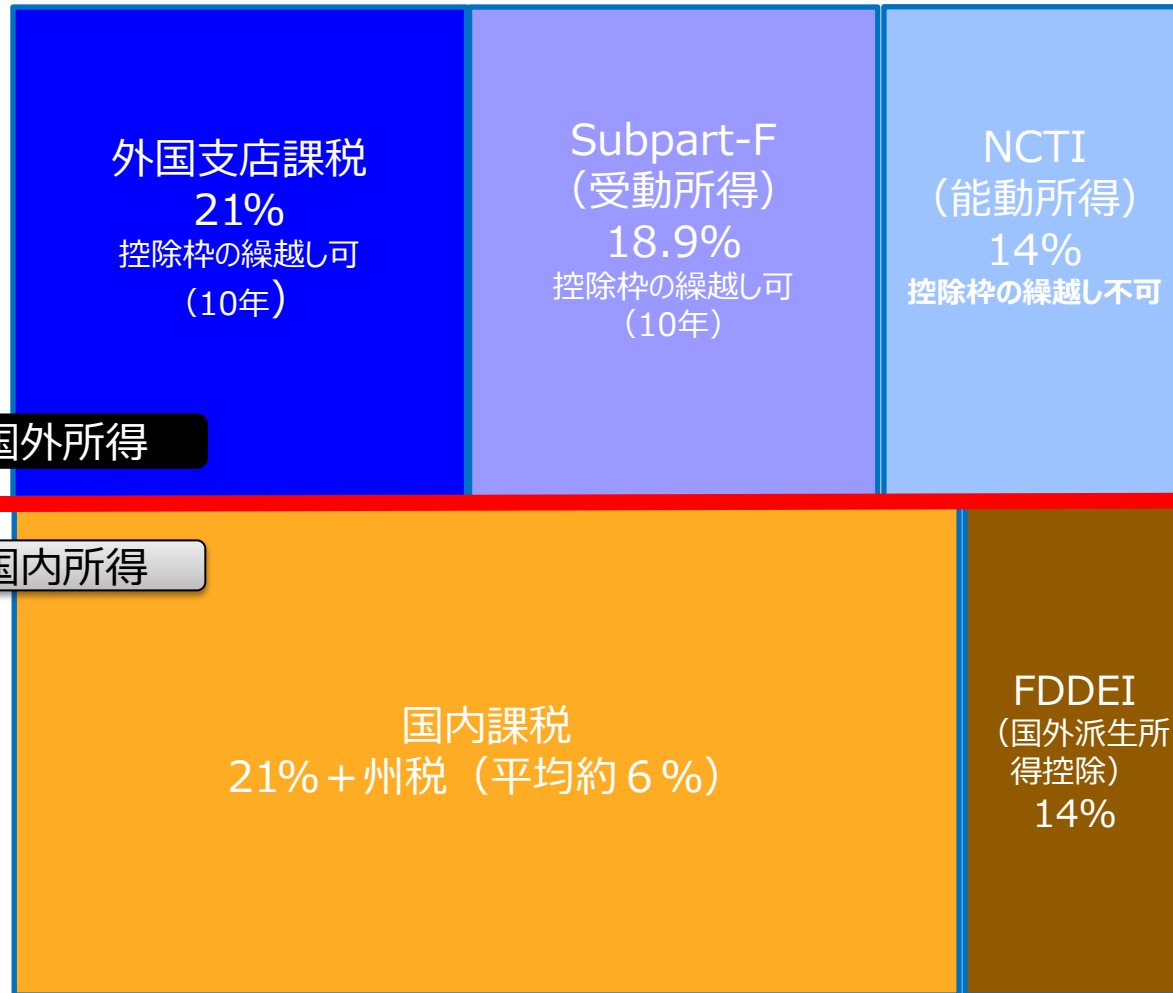 外国支店課税
21%
控除枠の繰越し可
（10年）
Subpart-F
（受動所得）
18.9%
控除枠の繰越し可
（10年）
NCTI
（能動所得）
14%
控除枠の繰越し不可
国外所得
国内所得
国内課税
21%＋州税（平均約６％）
FDDEI
（国外派生所
得控除）
14%